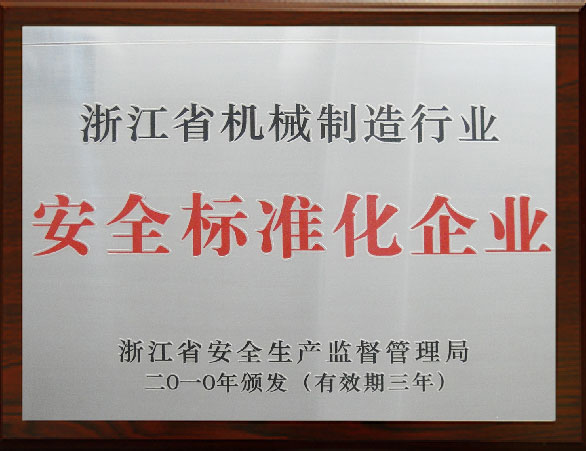 浙江省机械制造行业
安全标准化企业
浙江省安全生产监督管理局
二O一O年颁发（有效期三年）